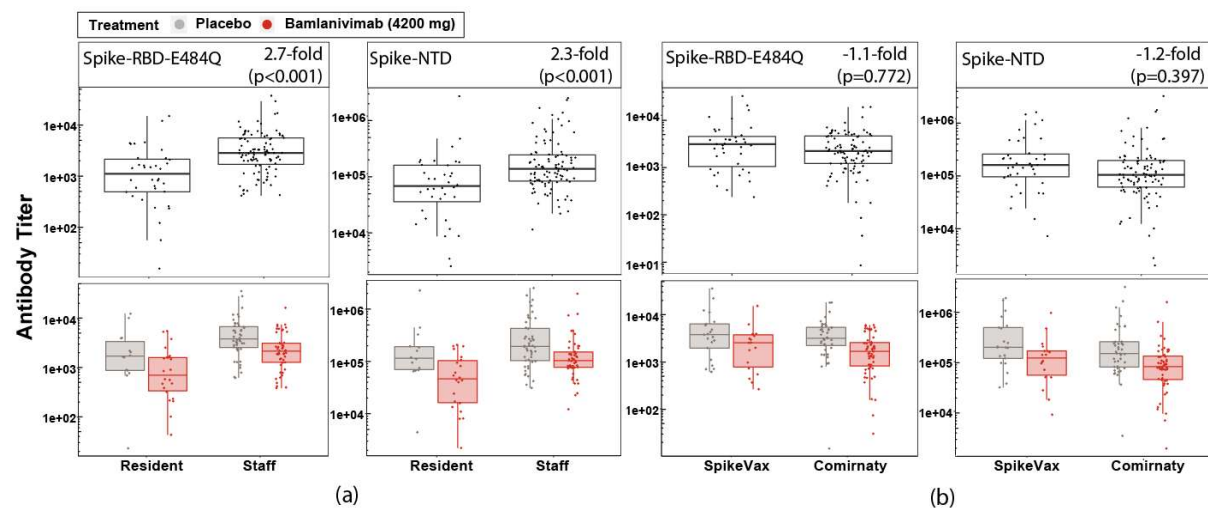 Treatment Placebo Bamlanivimab (4200 mg)
Spike-RBD-E484Q 2.7-fold
(p<0.001)
Spike-NTD 2.3-fold
(p<0.001)
Spike-RBD-E484Q -1.1-fold
(p=0.772)
Spike-NTD -1.2-fold
(p=0.397)
Antibody Titer
1e+04
1e+03
1e+02
1e+06
1e+05
1e+04
1e+04
1e+03
1e+02
1e+01
1e+06
1e+05
1e+04
1e+04
1e+03
1e+02
1e+06
1e+05
1e+04
1e+04
1e+03
1e+02
1e+06
1e+05
1e+04
Resident Staff
Resident Staff
SpikeVax Comirnaty
SpikeVax Comirnaty
(a) (b)